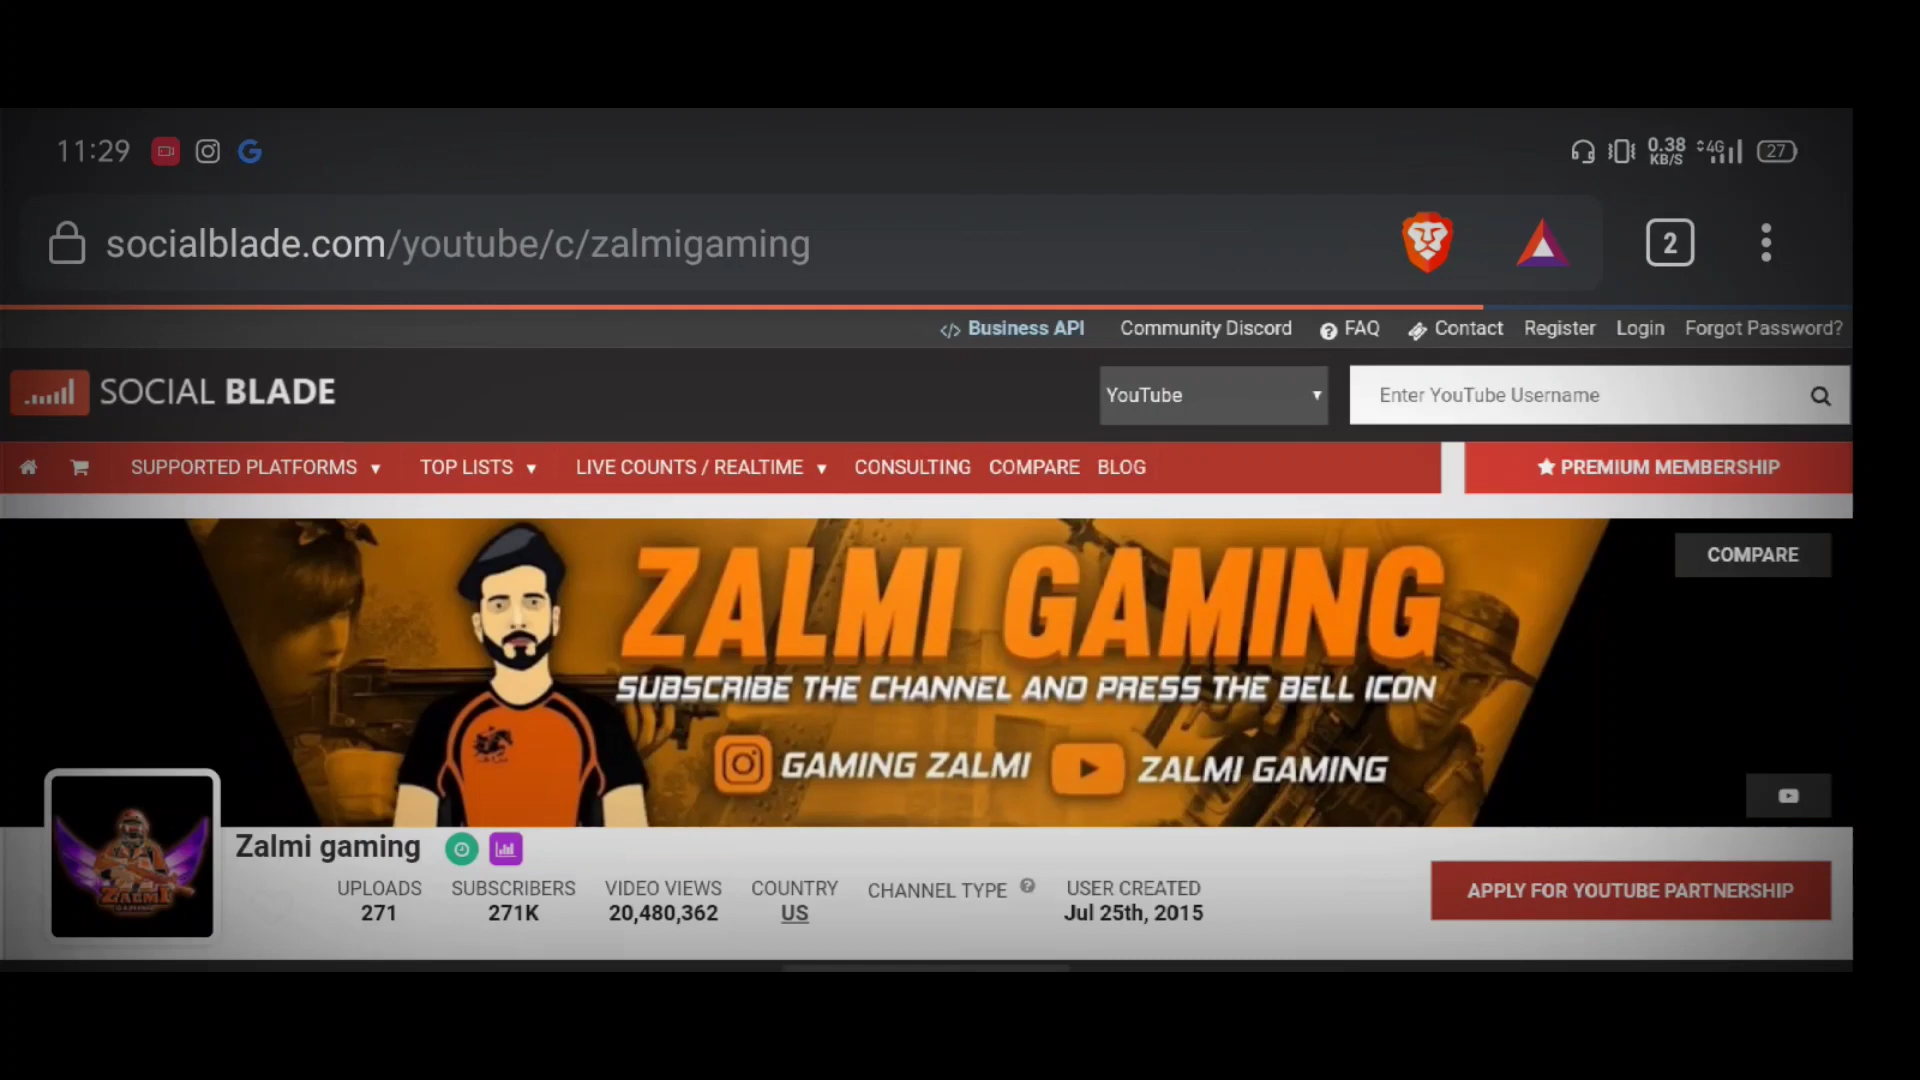 11:29 0.38 KB/S 4G 27
socialblade.com/youtube/c/zalmigaming 2
</> Business API Community Discord FAQ Contact Register Login Forgot Password?
SOCIAL BLADE YouTube Enter YouTube Username
SUPPORTED PLATFORMS TOP LISTS LIVE COUNTS / REALTIME CONSULTING COMPARE BLOG PREMIUM MEMBERSHIP
COMPARE
ZALMI GAMING
SUBSCRIBE THE CHANNEL AND PRESS THE BELL ICON
GAMING ZALMI ZALMI GAMING
Zalmi gaming
ZALMI
GAMING
UPLOADS SUBSCRIBERS VIDEO VIEWS COUNTRY CHANNEL TYPE USER CREATED
271 271K 20,480,362 US Jul 25th, 2015
APPLY FOR YOUTUBE PARTNERSHIP